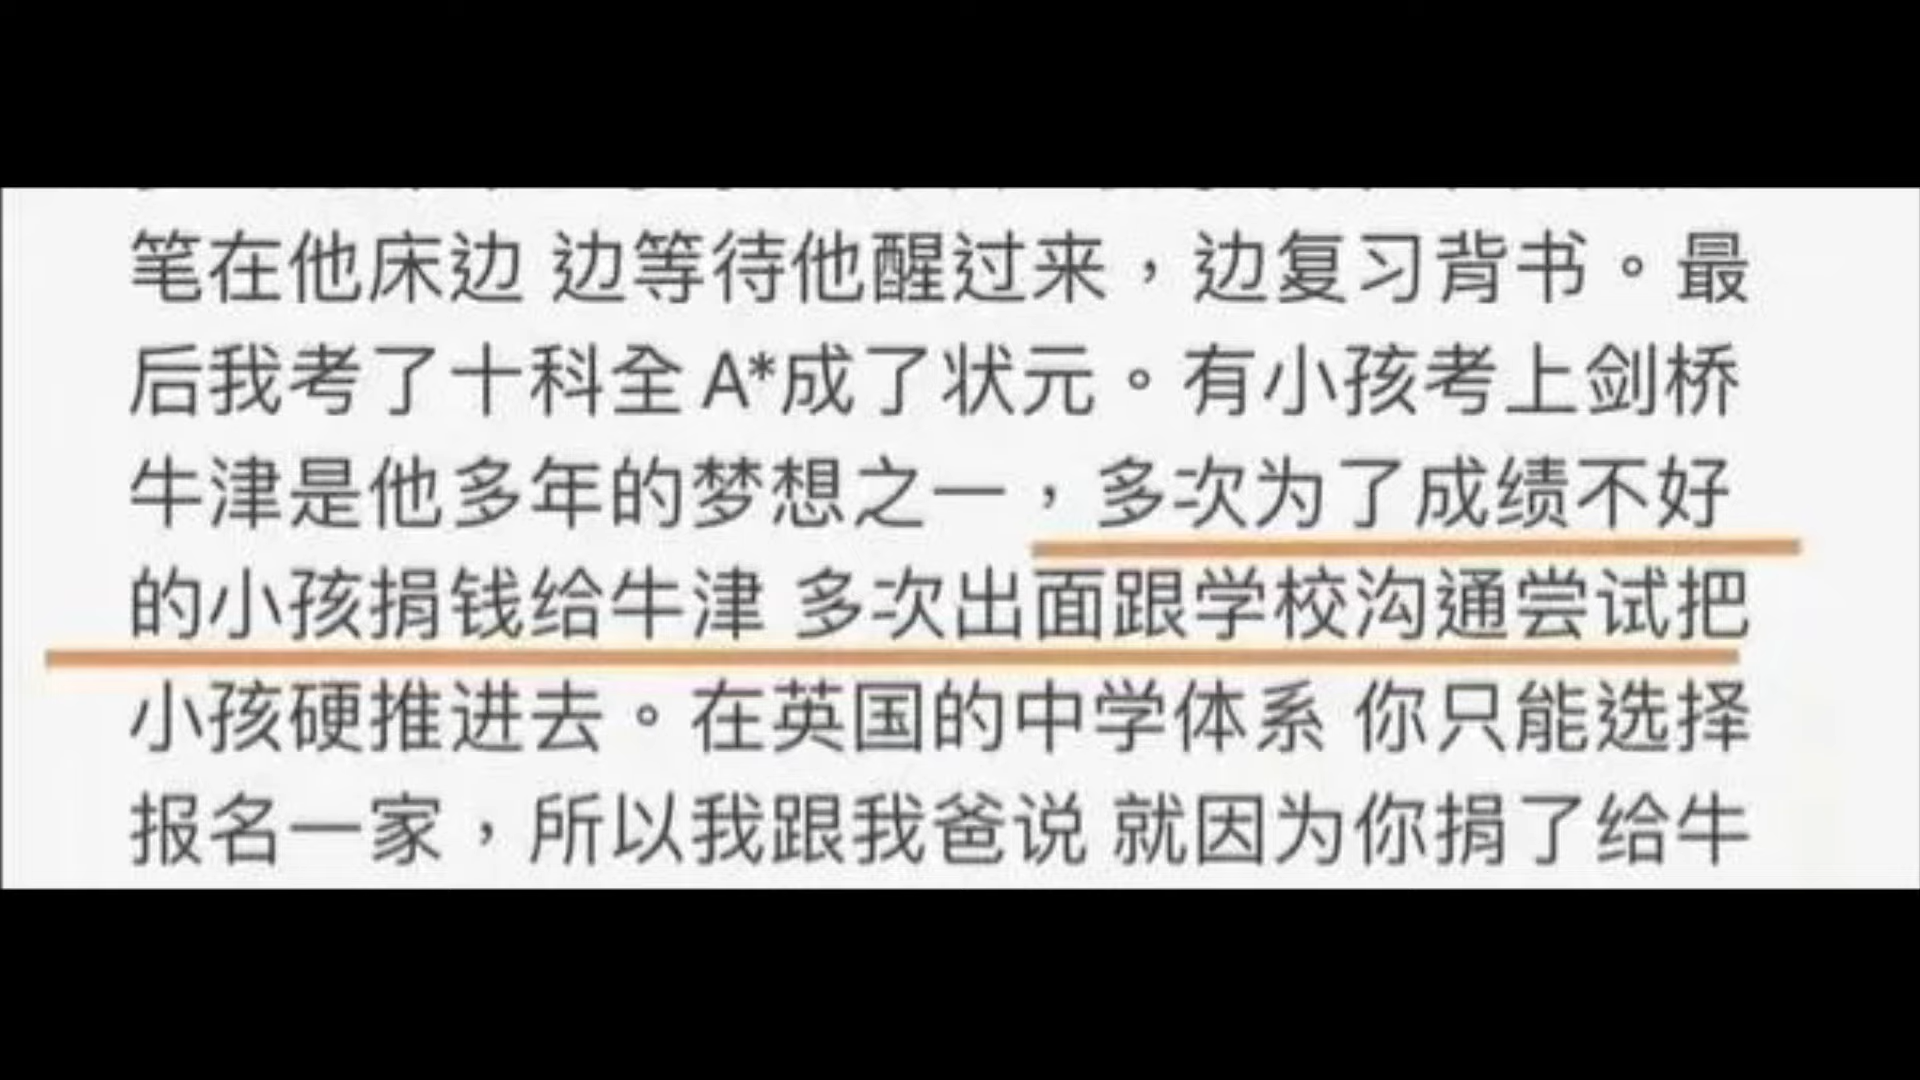 笔在他床边 边等待他醒过来，边复习背书。最
后我考了十科全 A*成了状元。有小孩考上剑桥
牛津是他多年的梦想之一，多次为了成绩不好
的小孩捐钱给牛津 多次出面跟学校沟通尝试把
小孩硬推进去。在英国的中学体系 你只能选择
报名一家，所以我跟我爸说 就因为你捐了给牛